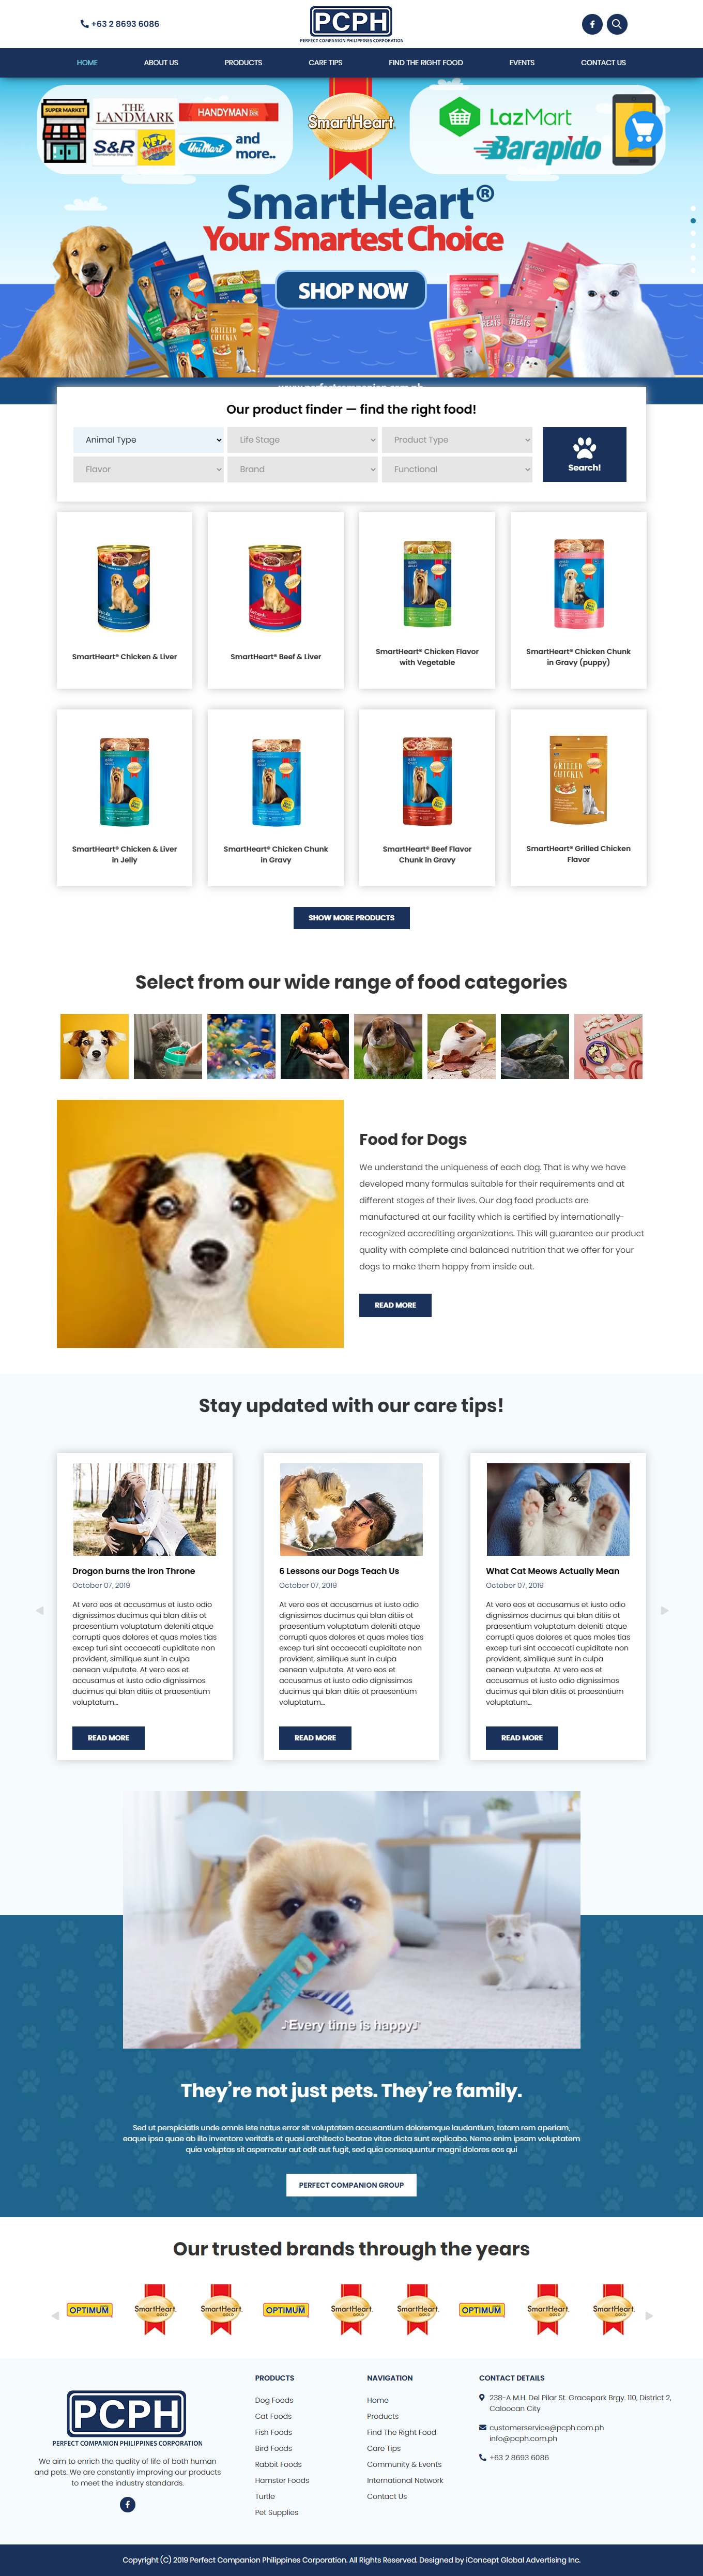 +63 2 8693 6086
PCPH
PERFECT COMPANION PHILIPPINES CORPORATION
HOME
ABOUT US
PRODUCTS
CARE TIPS
FIND THE RIGHT FOOD
EVENTS
CONTACT US
SUPER MARKET
THE LANDMARK
HANDYMAN
S&R
UniMart
and more..
SmartHeart
LazMart
Barapido
SmartHeart®
Your Smartest Choice
SHOP NOW
Our product finder — find the right food!
Animal Type
Life Stage
Product Type
Flavor
Brand
Functional
Search!
SmartHeart® Chicken & Liver
SmartHeart® Beef & Liver
SmartHeart® Chicken Flavor
with Vegetable
SmartHeart® Chicken Chunk
in Gravy (puppy)
GRILLED
CHICKEN
SmartHeart® Chicken & Liver
in Jelly
SmartHeart® Chicken Chunk
in Gravy
SmartHeart® Beef Flavor
Chunk in Gravy
SmartHeart® Grilled Chicken
Flavor
SHOW MORE PRODUCTS
Select from our wide range of food categories
Food for Dogs
We understand the uniqueness of each dog. That is why we have
developed many formulas suitable for their requirements and at
different stages of their lives. Our dog food products are
manufactured at our facility which is certified by internationally-
recognized accrediting organizations. This will guarantee our product
quality with complete and balanced nutrition that we offer for your
dogs to make them happy from inside out.
READ MORE
Stay updated with our care tips!
Drogon burns the Iron Throne
October 07, 2019
At vero eos et accusamus et iusto odio
dignissimos ducimus qui blan ditiis ot
praesentium voluptatum deleniti atque
corrupti quos dolores et quas moles tias
excep turi sint occaecati cupiditate non
provident, similique sunt in culpa
aenean vulputate. At vero eos et
accusamus et iusto odio dignissimos
ducimus qui blan ditiis ot praesentium
voluptatum...
READ MORE
6 Lessons our Dogs Teach Us
October 07, 2019
At vero eos et accusamus et iusto odio
dignissimos ducimus qui blan ditiis ot
praesentium voluptatum deleniti atque
corrupti quos dolores et quas moles tias
excep turi sint occaecati cupiditate non
provident, similique sunt in culpa
aenean vulputate. At vero eos et
accusamus et iusto odio dignissimos
ducimus qui blan ditiis ot praesentium
voluptatum...
READ MORE
What Cat Meows Actually Mean
October 07, 2019
At vero eos et accusamus et iusto odio
dignissimos ducimus qui blan ditiis ot
praesentium voluptatum deleniti atque
corrupti quos dolores et quas moles tias
excep turi sint occaecati cupiditate non
provident, similique sunt in culpa
aenean vulputate. At vero eos et
accusamus et iusto odio dignissimos
ducimus qui blan ditiis ot praesentium
voluptatum...
READ MORE
♪Every time is happy♪
They're not just pets. They're family.
Sed ut perspiciatis unde omnis iste natus error sit voluptatem accusantium doloremque laudantium, totam rem aperiam,
eaque ipsa quae ab illo inventore veritatis et quasi architecto beatae vitae dicta sunt explicabo. Nemo enim ipsam voluptatem
quia voluptas sit aspernatur aut odit aut fugit, sed quia consequuntur magni dolores eos qui
PERFECT COMPANION GROUP
Our trusted brands through the years
OPTIMUM
SmartHeart GOLD
SmartHeart GOLD
OPTIMUM
SmartHeart GOLD
SmartHeart GOLD
OPTIMUM
SmartHeart GOLD
SmartHeart GOLD
PCPH
PERFECT COMPANION PHILIPPINES CORPORATION
We aim to enrich the quality of life of both human
and pets. We are constantly improving our products
to meet the industry standards.
PRODUCTS
Dog Foods
Cat Foods
Fish Foods
Bird Foods
Rabbit Foods
Hamster Foods
Turtle
Pet Supplies
NAVIGATION
Home
Products
Find The Right Food
Care Tips
Community & Events
International Network
Contact Us
CONTACT DETAILS
238-A M.H. Del Pilar St. Gracepark Brgy. 110, District 2,
Caloocan City
customerservice@pcph.com.ph
info@pcph.com.ph
+63 2 8693 6086
Copyright (C) 2019 Perfect Companion Philippines Corporation. All Rights Reserved. Designed by iConcept Global Advertising Inc.